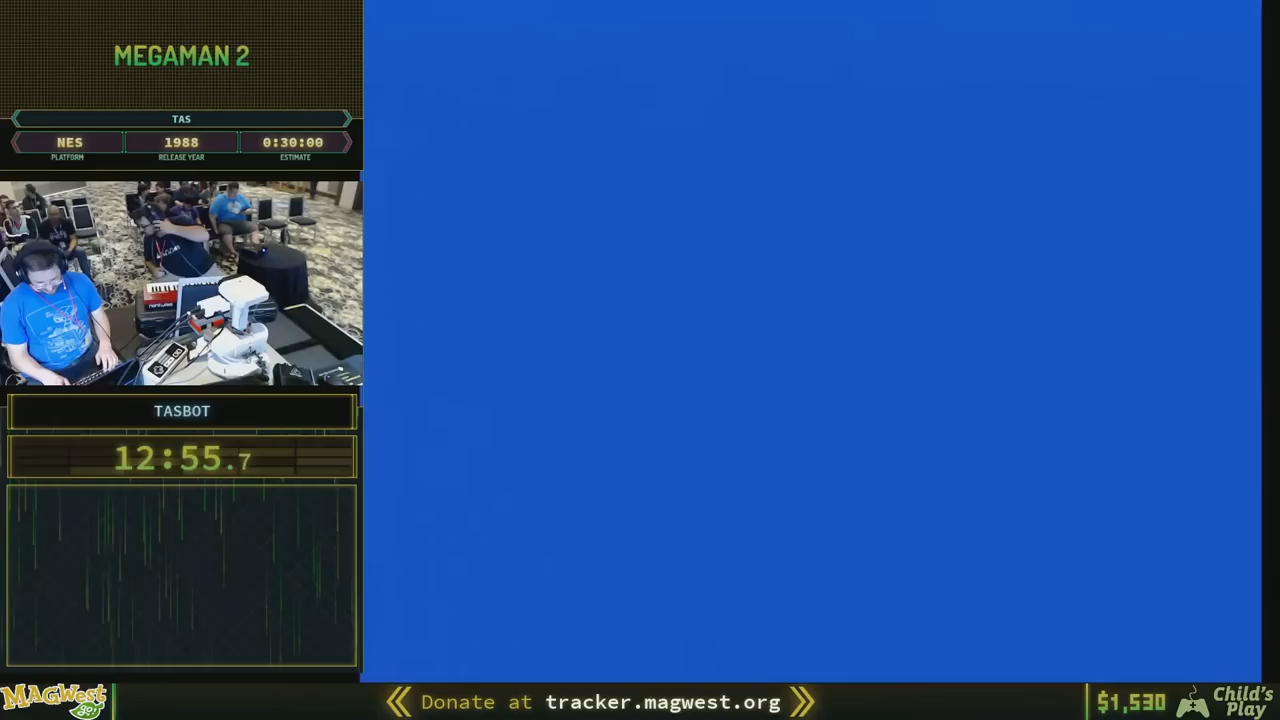 MEGAMAN 2
TAS
NES
1988
0:30:00
PLATFORM
RELEASE YEAR
ESTIMATE
TASBOT
12:55.7
MAGWest
go!
Donate at tracker.magwest.org
$1,530
Child's
Play